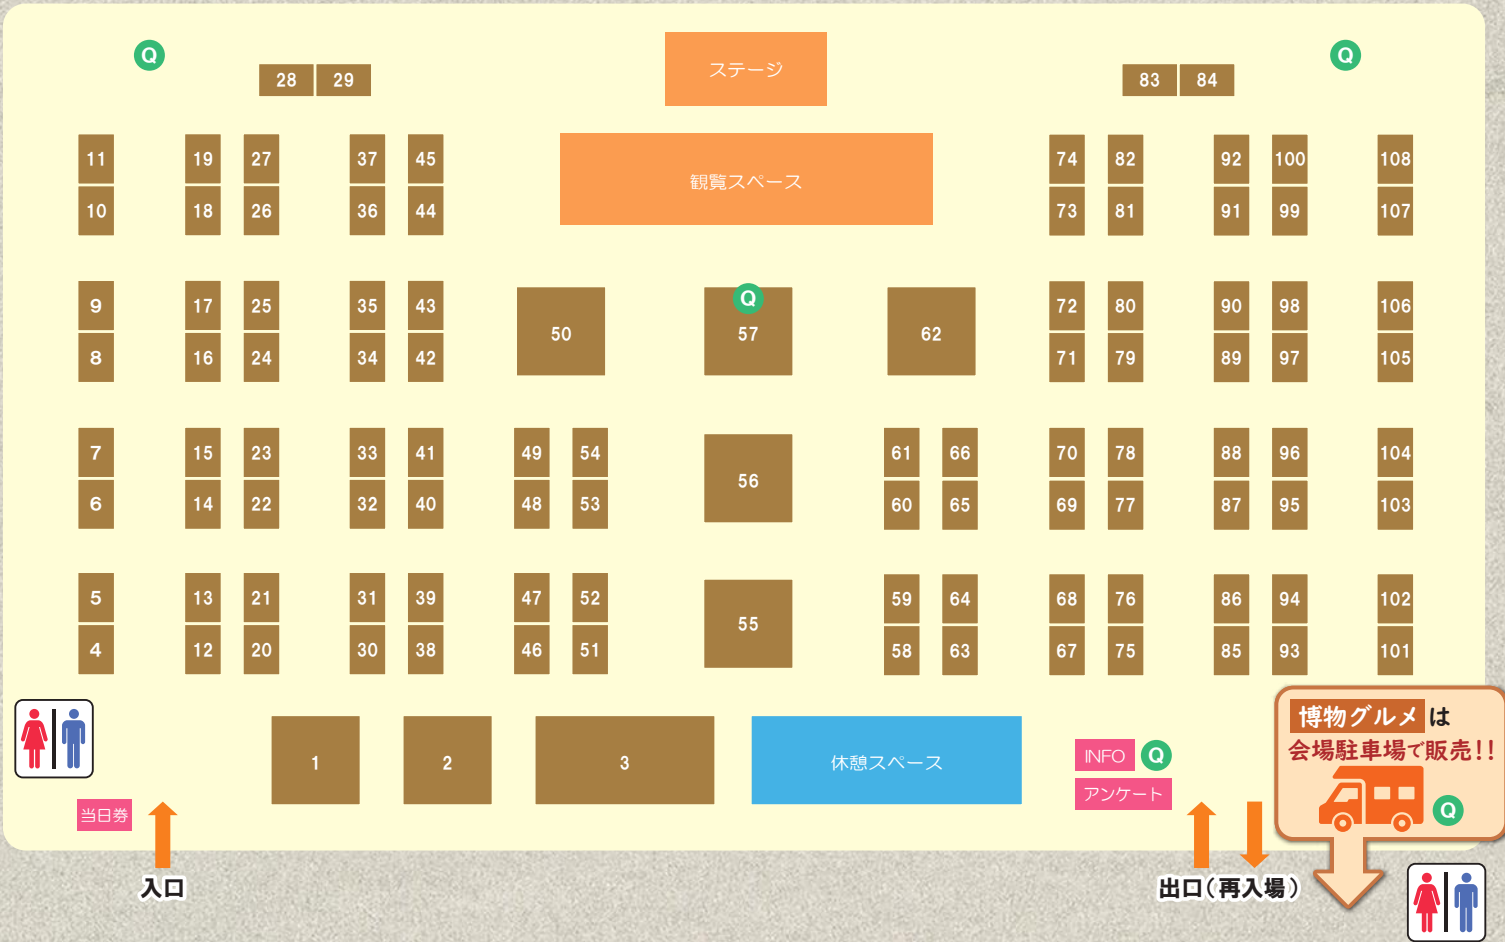 Q
Q
ステージ
28 29
83 84
11 19 27 37 45
観覧スペース
74 82 92 100 108
10 18 26 36 44
73 81 91 99 107
Q
9 17 25 35 43
50 57 62
72 80 90 98 106
8 16 24 34 42
71 79 89 97 105
7 15 23 33 41 49 54
56
61 66 70 78 88 96 104
6 14 22 32 40 48 53
60 65 69 77 87 95 103
5 13 21 31 39 47 52
55
59 64 68 76 86 94 102
4 12 20 30 38 46 51
58 63 67 75 85 93 101
1 2 3
休憩スペース
INFO Q
アンケート
博物グルメ は
会場駐車場で販売!!
Q
当日券
入口
出口(再入場)